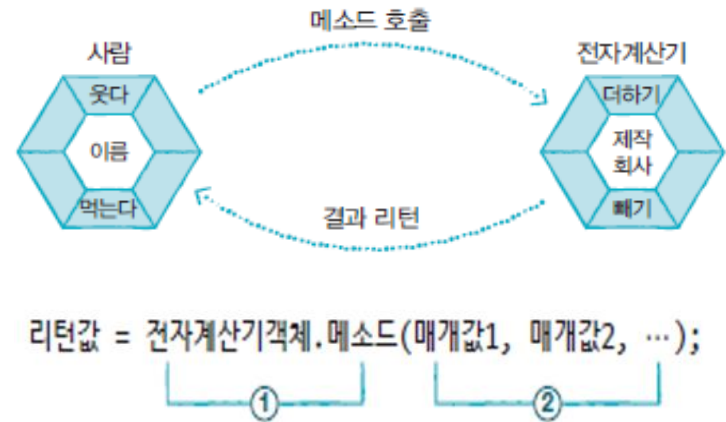 메소드 호출
사람
전자계산기
웃다
더하기
이름
제작
회사
먹는다
빼기
결과 리턴
리턴값 = 전자계산기객체.메소드(매개값1, 매개값2, …);
①
②